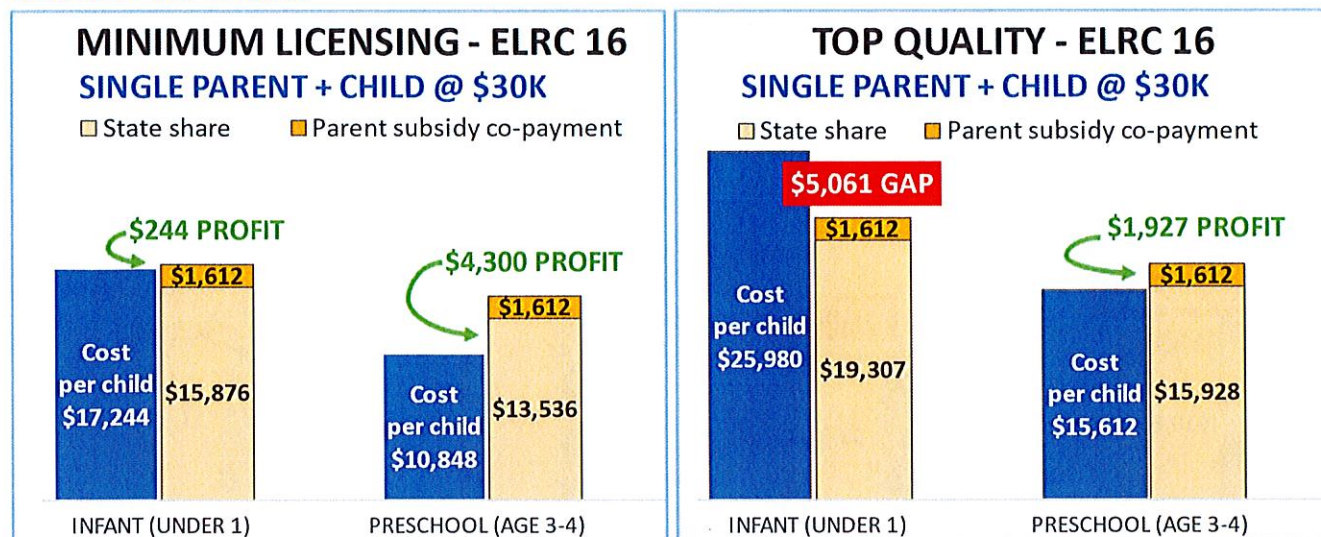 MINIMUM LICENSING - ELRC 16
SINGLE PARENT + CHILD @ $30K
State share
Parent subsidy co-payment
$244 PROFIT
$1,612
Cost
per child
$17,244
$15,876
$4,300 PROFIT
$1,612
Cost
per child
$10,848
$13,536
INFANT (UNDER 1)
PRESCHOOL (AGE 3-4)
TOP QUALITY - ELRC 16
SINGLE PARENT + CHILD @ $30K
State share
Parent subsidy co-payment
$5,061 GAP
$1,612
Cost
per child
$25,980
$19,307
$1,927 PROFIT
$1,612
Cost
per child
$15,612
$15,928
INFANT (UNDER 1)
PRESCHOOL (AGE 3-4)